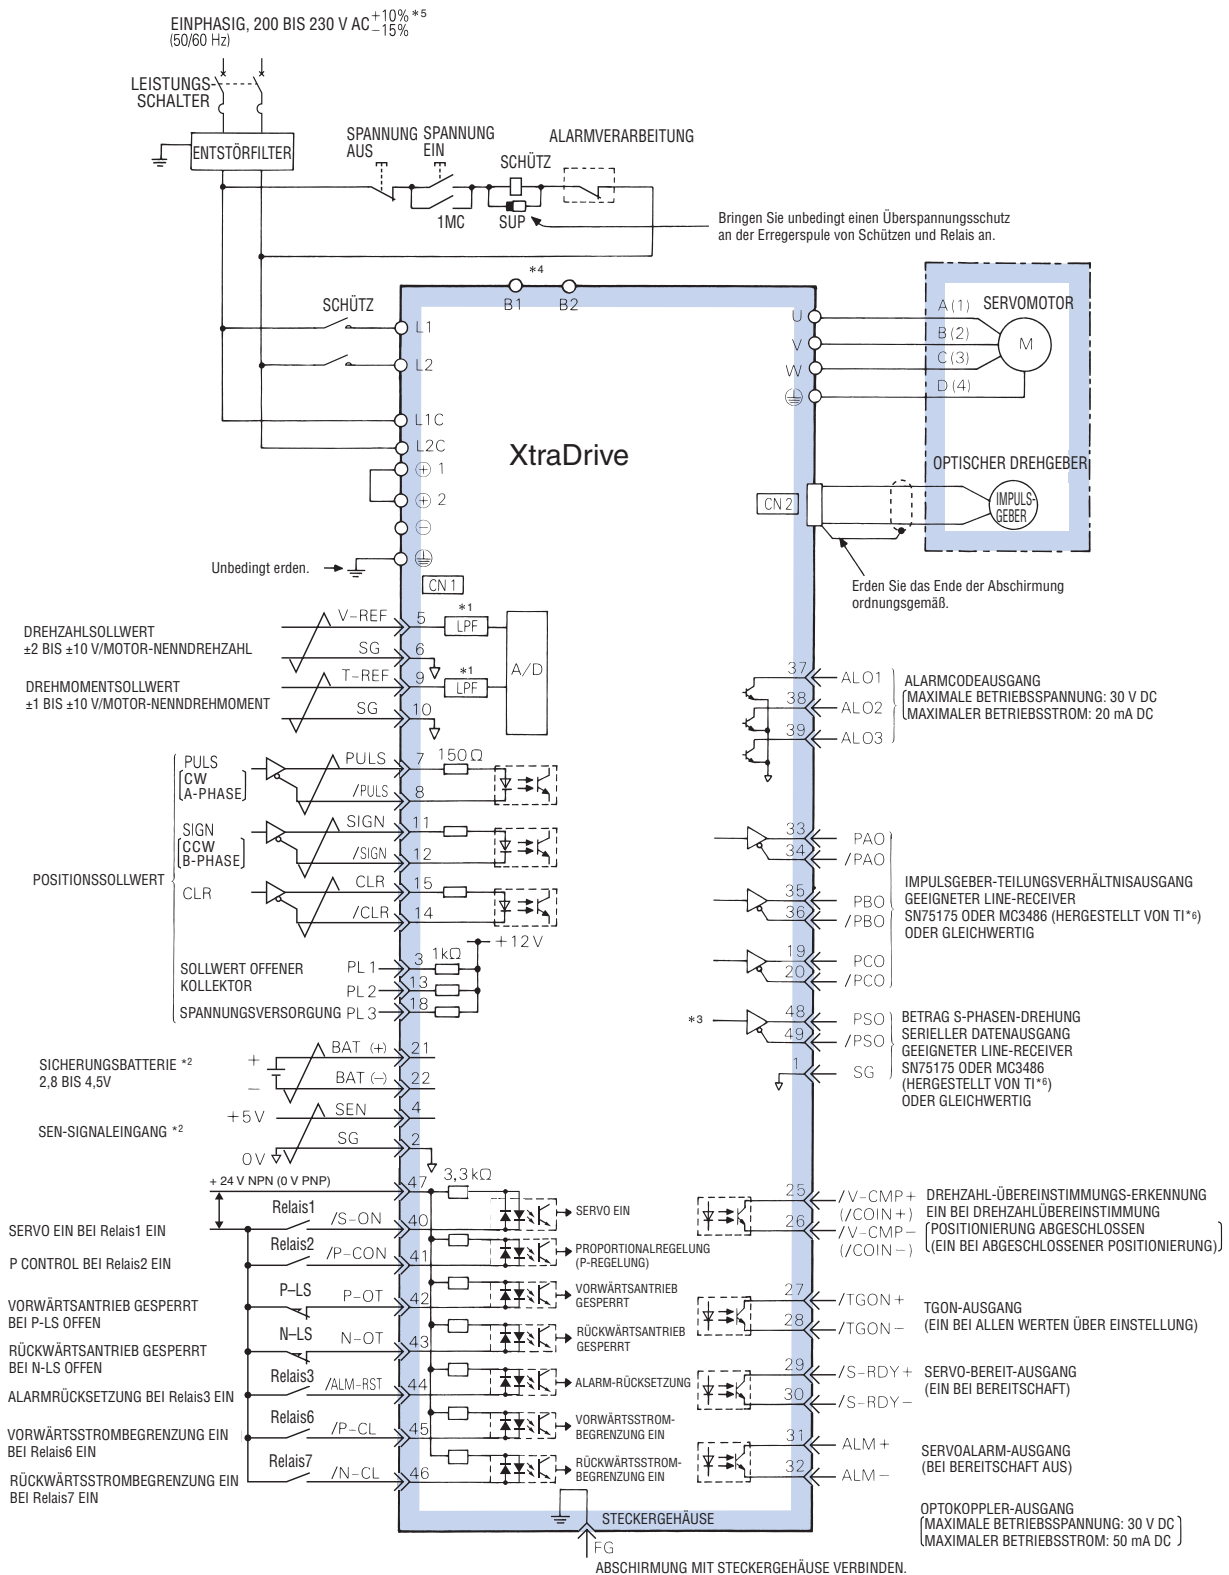 EINPHASIG, 200 BIS 230 V AC +10% *5
−15%
(50/60 Hz)
LEISTUNGS-
SCHALTER
ENTSTÖRFILTER
SPANNUNG
AUS
SPANNUNG
EIN
SCHÜTZ
ALARMVERARBEITUNG
1MC
SUP
Bringen Sie unbedingt einen Überspannungsschutz
an der Erregerspule von Schützen und Relais an.
*4
B1
B2
SCHÜTZ
L1
L2
L1C
L2C
⊕ 1
⊕ 2
⊖
XtraDrive
U
V
W
A (1)
B (2)
C (3)
D (4)
SERVOMOTOR
M
OPTISCHER DREHGEBER
CN 2
IMPULS-
GEBER
Unbedingt erden.
CN 1
Erden Sie das Ende der Abschirmung
ordnungsgemäß.
DREHZAHLSOLLWERT
±2 BIS ±10 V/MOTOR-NENNDREHZAHL
V−REF
5
*1
LPF
SG
6
A/D
DREHMOMENTSOLLWERT
±1 BIS ±10 V/MOTOR-NENNDREHMOMENT
T−REF
9
*1
LPF
SG
10
37
ALO1
38
ALO2
39
ALO3
ALARMCODEAUSGANG
MAXIMALE BETRIEBSSPANNUNG: 30 V DC
MAXIMALER BETRIEBSSTROM: 20 mA DC
POSITIONSSOLLWERT
PULS
CW
A-PHASE
PULS
7
150 Ω
/PULS
8
SIGN
CCW
B-PHASE
SIGN
11
/SIGN
12
CLR
CLR
15
/CLR
14
+12V
SOLLWERT OFFENER
KOLLEKTOR
SPANNUNGSVERSORGUNG
PL 1
3
1kΩ
PL 2
13
PL 3
18
33
PAO
34
/PAO
35
PBO
36
/PBO
19
PCO
20
/PCO
IMPULSGEBER-TEILUNGSVERHÄLTNISAUSGANG
GEEIGNETER LINE-RECEIVER
SN75175 ODER MC3486 (HERGESTELLT VON TI*6)
ODER GLEICHWERTIG
*3
48
PSO
49
/PSO
1
SG
BETRAG S-PHASEN-DREHUNG
SERIELLER DATENAUSGANG
GEEIGNETER LINE-RECEIVER
SN75175 ODER MC3486
(HERGESTELLT VON TI*6)
ODER GLEICHWERTIG
SICHERUNGSBATTERIE *2
2,8 BIS 4,5V
+
−
BAT (+)
21
BAT (−)
22
SEN-SIGNALEINGANG *2
+5V
SEN
4
0V
SG
2
+ 24 V NPN (0 V PNP)
47
3,3 kΩ
SERVO EIN BEI Relais1 EIN
Relais1
/S-ON
40
SERVO EIN
P CONTROL BEI Relais2 EIN
Relais2
/P-CON
41
PROPORTIONALREGELUNG
(P-REGELUNG)
VORWÄRTSANTRIEB GESPERRT
BEI P-LS OFFEN
P–LS
P-OT
42
VORWÄRTSANTRIEB
GESPERRT
RÜCKWÄRTSANTRIEB GESPERRT
BEI N-LS OFFEN
N–LS
N-OT
43
RÜCKWÄRTSANTRIEB
GESPERRT
ALARMRÜCKSETZUNG BEI Relais3 EIN
Relais3
/ALM-RST
44
ALARM-RÜCKSETZUNG
VORWÄRTSSTROMBEGRENZUNG EIN
BEI Relais6 EIN
Relais6
/P-CL
45
VORWÄRTSSTROM-
BEGRENZUNG EIN
RÜCKWÄRTSSTROMBEGRENZUNG EIN
BEI Relais7 EIN
Relais7
/N-CL
46
RÜCKWÄRTSSTROM-
BEGRENZUNG EIN
25
/V−CMP+
(/COIN+)
26
/V−CMP−
(/COIN−)
DREHZAHL-ÜBEREINSTIMMUNGS-ERKENNUNG
EIN BEI DREHZAHLÜBEREINSTIMMUNG
POSITIONIERUNG ABGESCHLOSSEN
(EIN BEI ABGESCHLOSSENER POSITIONIERUNG)
27
/TGON+
28
/TGON−
TGON-AUSGANG
(EIN BEI ALLEN WERTEN ÜBER EINSTELLUNG)
29
/S−RDY+
30
/S−RDY−
SERVO-BEREIT-AUSGANG
(EIN BEI BEREITSCHAFT)
31
ALM+
32
ALM−
SERVOALARM-AUSGANG
(BEI BEREITSCHAFT AUS)
OPTOKOPPLER-AUSGANG
MAXIMALE BETRIEBSSPANNUNG: 30 V DC
MAXIMALER BETRIEBSSTROM: 50 mA DC
STECKERGEHÄUSE
FG
ABSCHIRMUNG MIT STECKERGEHÄUSE VERBINDEN.